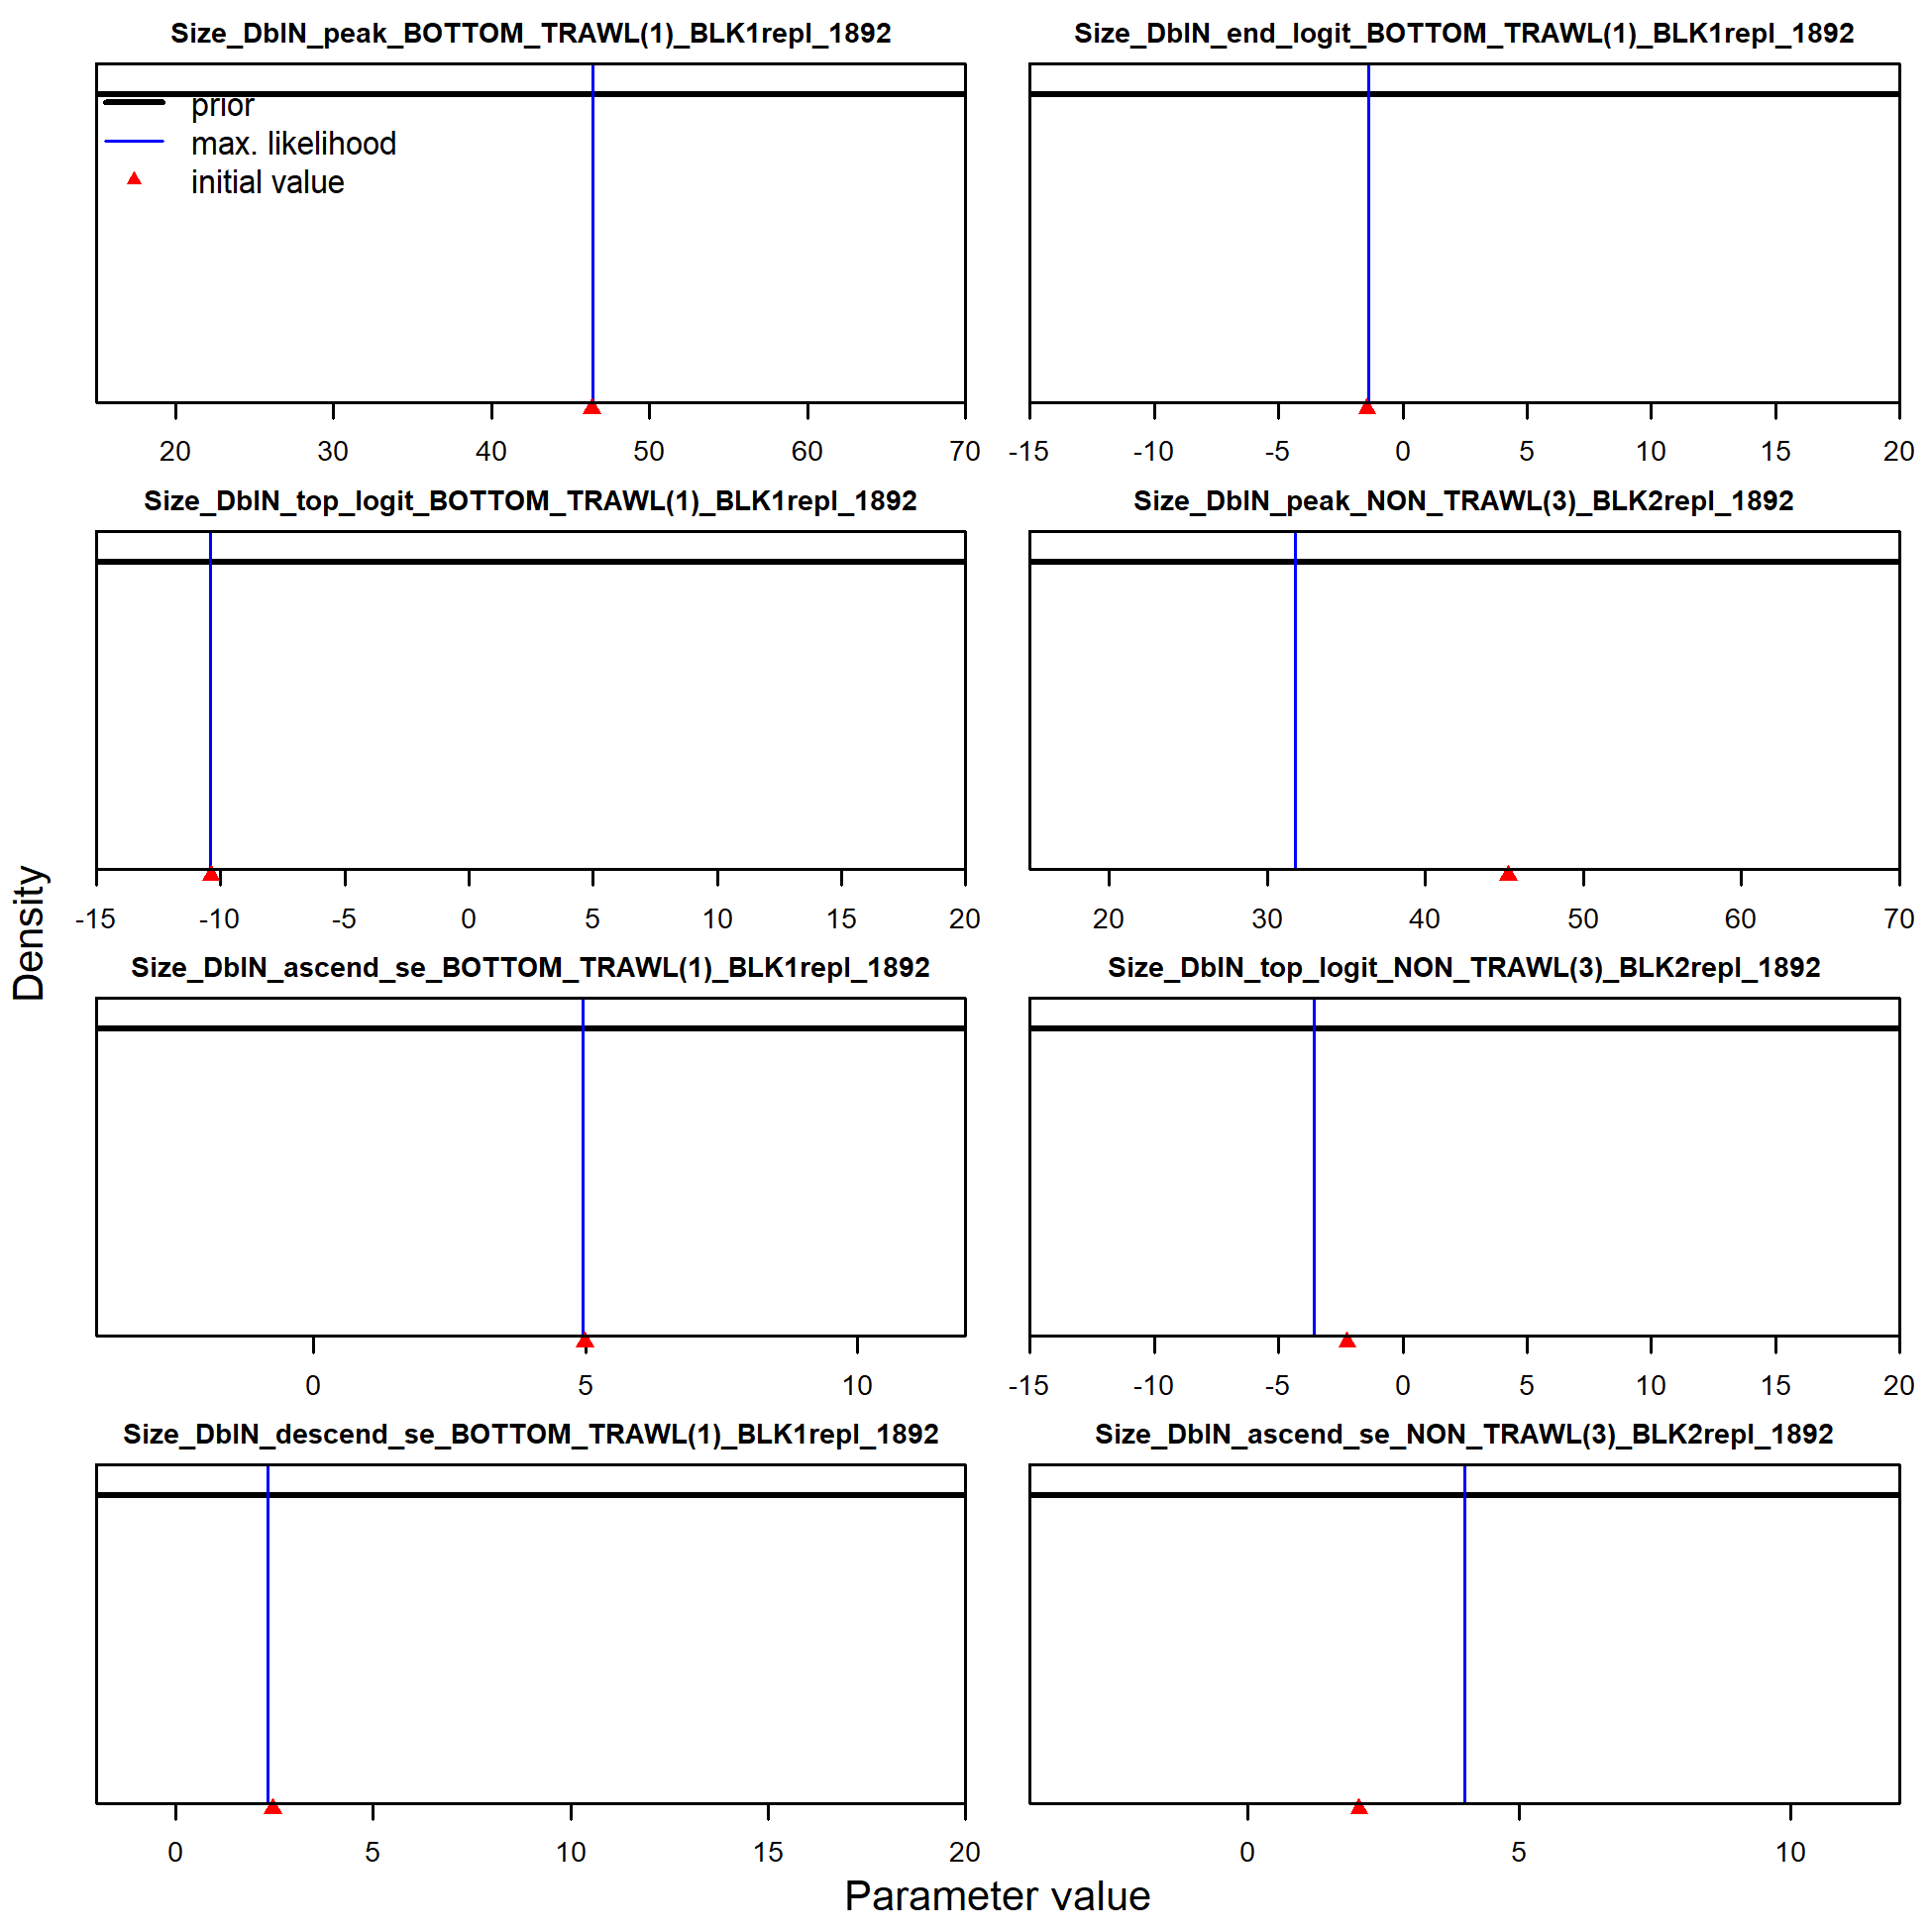 Size_DblN_peak_BOTTOM_TRAWL(1)_BLK1repl_1892
prior
max. likelihood
initial value
20 30 40 50 60 70
Size_DblN_end_logit_BOTTOM_TRAWL(1)_BLK1repl_1892
-15 -10 -5 0 5 10 15 20
Size_DblN_top_logit_BOTTOM_TRAWL(1)_BLK1repl_1892
-15 -10 -5 0 5 10 15 20
Size_DblN_peak_NON_TRAWL(3)_BLK2repl_1892
20 30 40 50 60 70
Size_DblN_ascend_se_BOTTOM_TRAWL(1)_BLK1repl_1892
0 5 10
Size_DblN_top_logit_NON_TRAWL(3)_BLK2repl_1892
-15 -10 -5 0 5 10 15 20
Size_DblN_descend_se_BOTTOM_TRAWL(1)_BLK1repl_1892
0 5 10 15 20
Size_DblN_ascend_se_NON_TRAWL(3)_BLK2repl_1892
0 5 10
Density
Parameter value